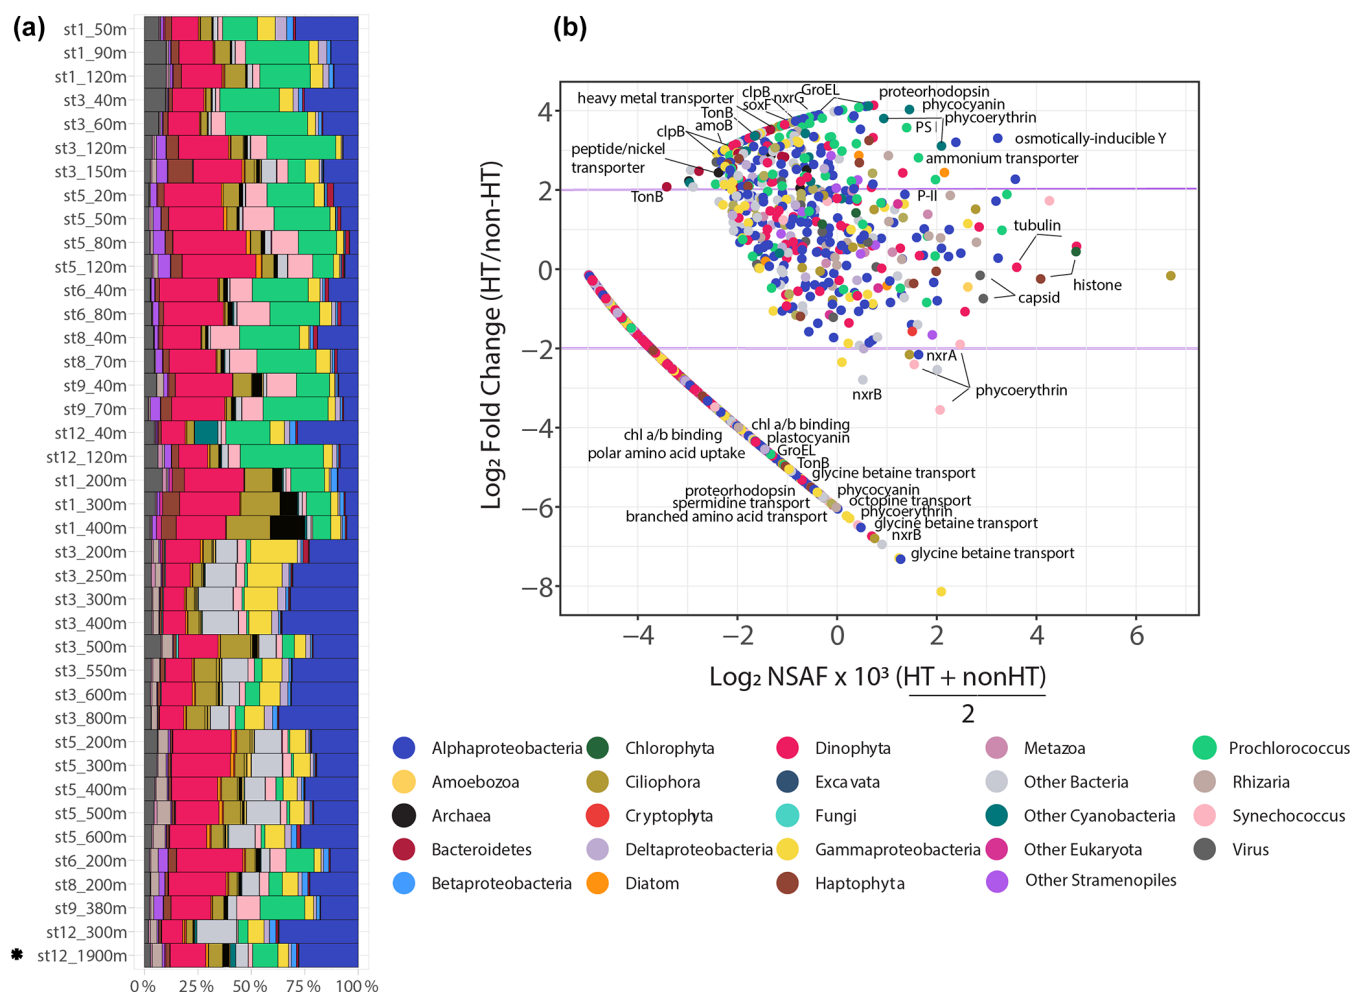 (a)
st1_50m
st1_90m
st1_120m
st3_40m
st3_60m
st3_120m
st3_150m
st5_20m
st5_50m
st5_80m
st5_120m
st6_40m
st6_80m
st8_40m
st8_70m
st9_40m
st9_70m
st12_40m
st12_120m
st1_200m
st1_300m
st1_400m
st3_200m
st3_250m
st3_300m
st3_400m
st3_500m
st3_550m
st3_600m
st3_800m
st5_200m
st5_300m
st5_400m
st5_500m
st5_600m
st6_200m
st8_200m
st9_380m
st12_300m
* st12_1900m
0 % 25 % 50 % 75 % 100 %
(b)
Log₂ Fold Change (HT/non-HT)
4
2
0
−2
−4
−6
−8
−4 −2 0 2 4 6
Log₂ NSAF x 10³ (HT + nonHT)
2
heavy metal transporter
clpB
nxrG
GroEL
proteorhodopsin
soxF
phycocyanin
TonB
phycoerythrin
amoB
PS I
clpB
osmotically-inducible Y
peptide/nickel
transporter
ammonium transporter
TonB
P-II
tubulin
histone
capsid
nxrA
phycoerythrin
nxrB
chl a/b binding
chl a/b binding
plastocyanin
polar amino acid uptake
GroEL
TonB
glycine betaine transport
proteorhodopsin
phycocyanin
spermidine transport
octopine transport
branched amino acid transport
phycoerythrin
glycine betaine transport
nxrB
glycine betaine transport
Alphaproteobacteria Chlorophyta Dinophyta Metazoa Prochlorococcus
Amoebozoa Ciliophora Excavata Other Bacteria Rhizaria
Archaea Cryptophyta Fungi Other Cyanobacteria Synechococcus
Bacteroidetes Deltaproteobacteria Gammaproteobacteria Other Eukaryota Virus
Betaproteobacteria Diatom Haptophyta Other Stramenopiles